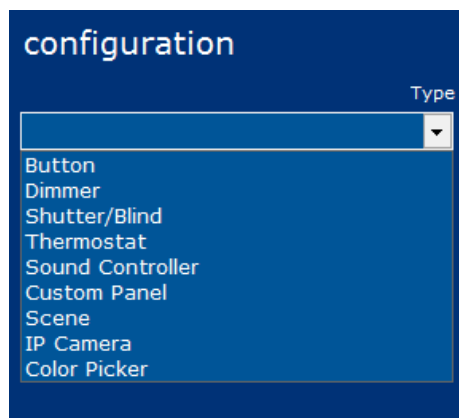 configuration
Type
Button
Dimmer
Shutter/Blind
Thermostat
Sound Controller
Custom Panel
Scene
IP Camera
Color Picker